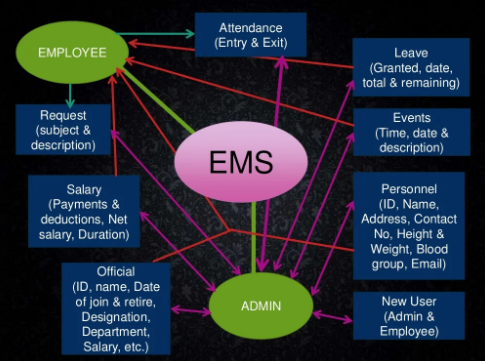 EMPLOYEE
Attendance
(Entry & Exit)
Leave
(Granted, date,
total & remaining)
Request
(subject &
description)
Events
(Time, date &
description)
EMS
Salary
(Payments &
deductions, Net
salary, Duration)
Personnel
(ID, Name,
Address, Contact
No, Height &
Weight, Blood
group, Email)
Official
(ID, name, Date
of join & retire,
Designation,
Department,
Salary, etc.)
ADMIN
New User
(Admin &
Employee)